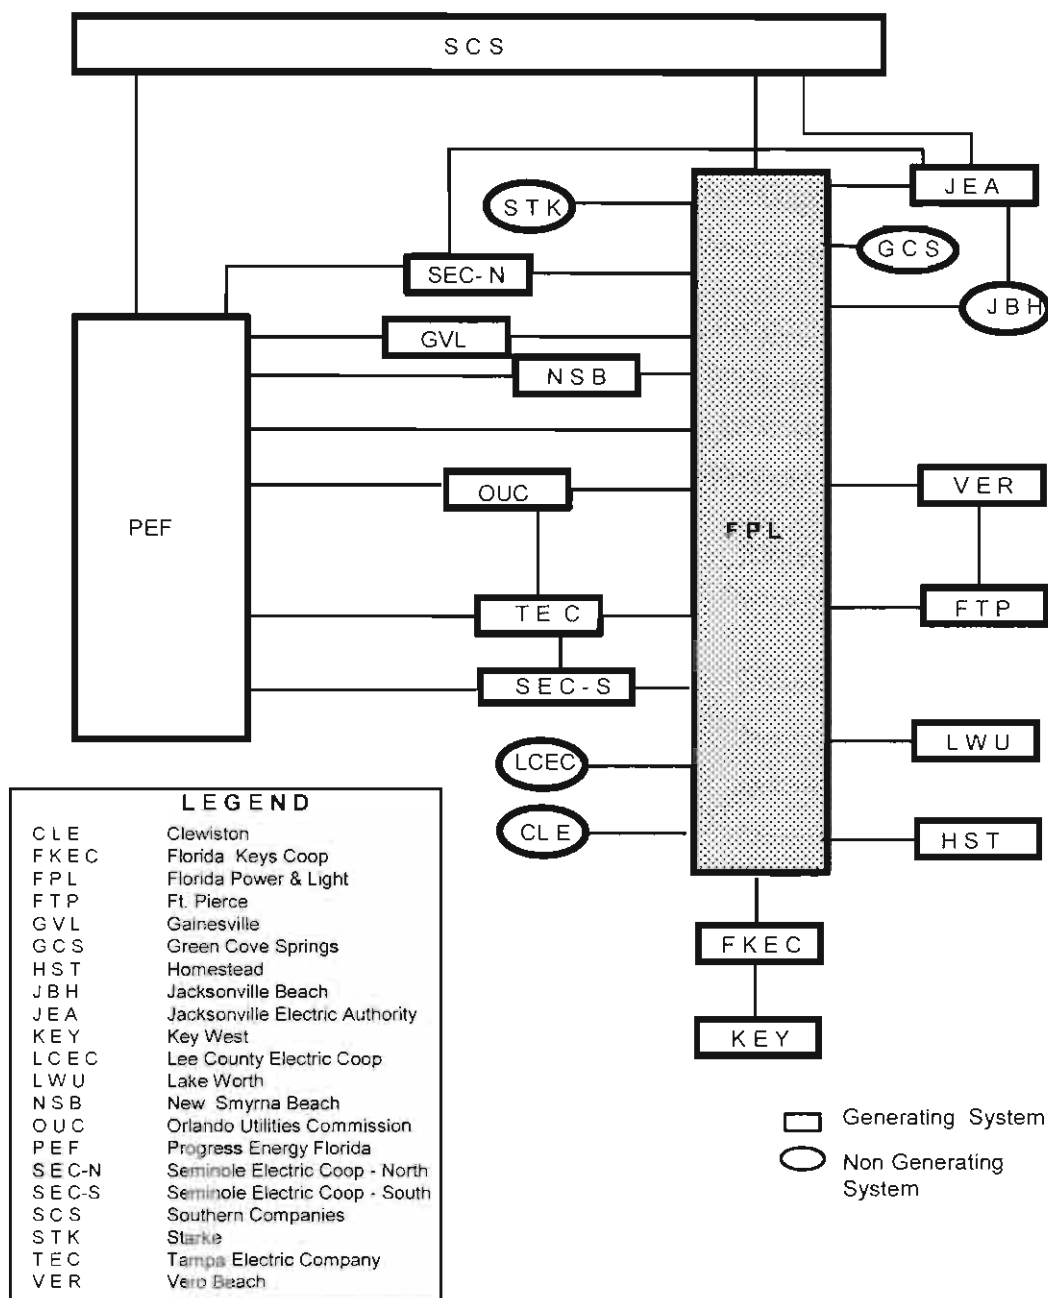 SCS
JEA
STK
GCS
SEC-N
JBH
GVL
NSB
OUC
VER
PEF
FPL
TEC
FTP
SEC-S
LWU
LCEC
CLE
HST
FKEC
KEY
LEGEND
CLE Clewiston
FKEC Florida Keys Coop
FPL Florida Power & Light
FTP Ft. Pierce
GVL Gainesville
GCS Green Cove Springs
HST Homestead
JBH Jacksonville Beach
JEA Jacksonville Electric Authority
KEY Key West
LCEC Lee County Electric Coop
LWU Lake Worth
NSB New Smyrna Beach
OUC Orlando Utilities Commission
PEF Progress Energy Florida
SEC-N Seminole Electric Coop - North
SEC-S Seminole Electric Coop - South
SCS Southern Companies
STK Starke
TEC Tampa Electric Company
VER Vero Beach
Generating System
Non Generating
System